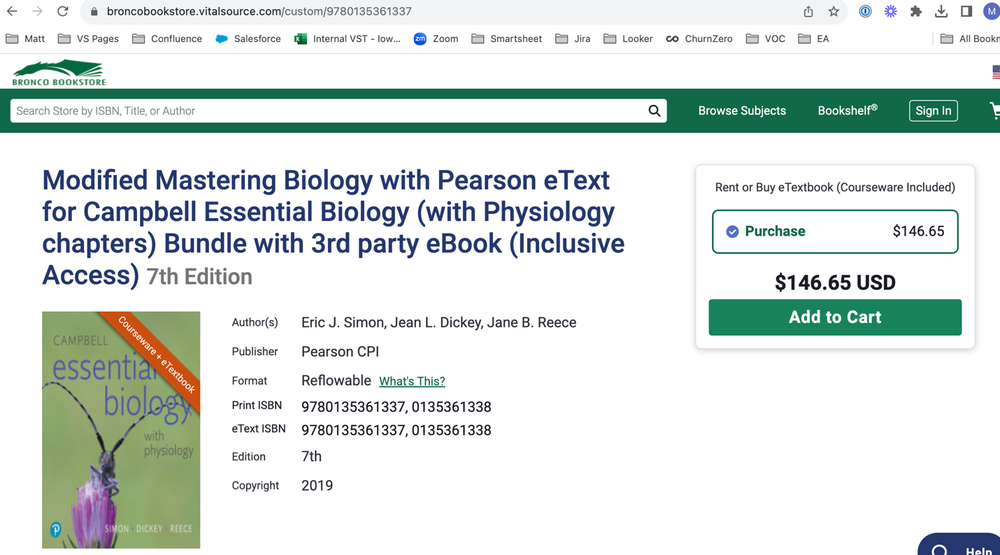 broncobookstore.vitalsource.com/custom/9780135361337
M
Matt VS Pages Confluence Salesforce Internal VST - low... zm Zoom Smartsheet Jira Looker ChurnZero VOC EA All Bookn
BRONCO BOOKSTORE
Search Store by ISBN, Title, or Author Browse Subjects Bookshelf® Sign In
Modified Mastering Biology with Pearson eText
for Campbell Essential Biology (with Physiology
chapters) Bundle with 3rd party eBook (Inclusive
Access) 7th Edition
Rent or Buy eTextbook (Courseware Included)
Purchase $146.65
$146.65 USD
Add to Cart
Courseware + eTextbook
CAMPBELL
essential
biology
with
physiology
P
SIMON · DICKEY · REECE
Author(s) Eric J. Simon, Jean L. Dickey, Jane B. Reece
Publisher Pearson CPI
Format Reflowable What's This?
Print ISBN 9780135361337, 0135361338
eText ISBN 9780135361337, 0135361338
Edition 7th
Copyright 2019
Help